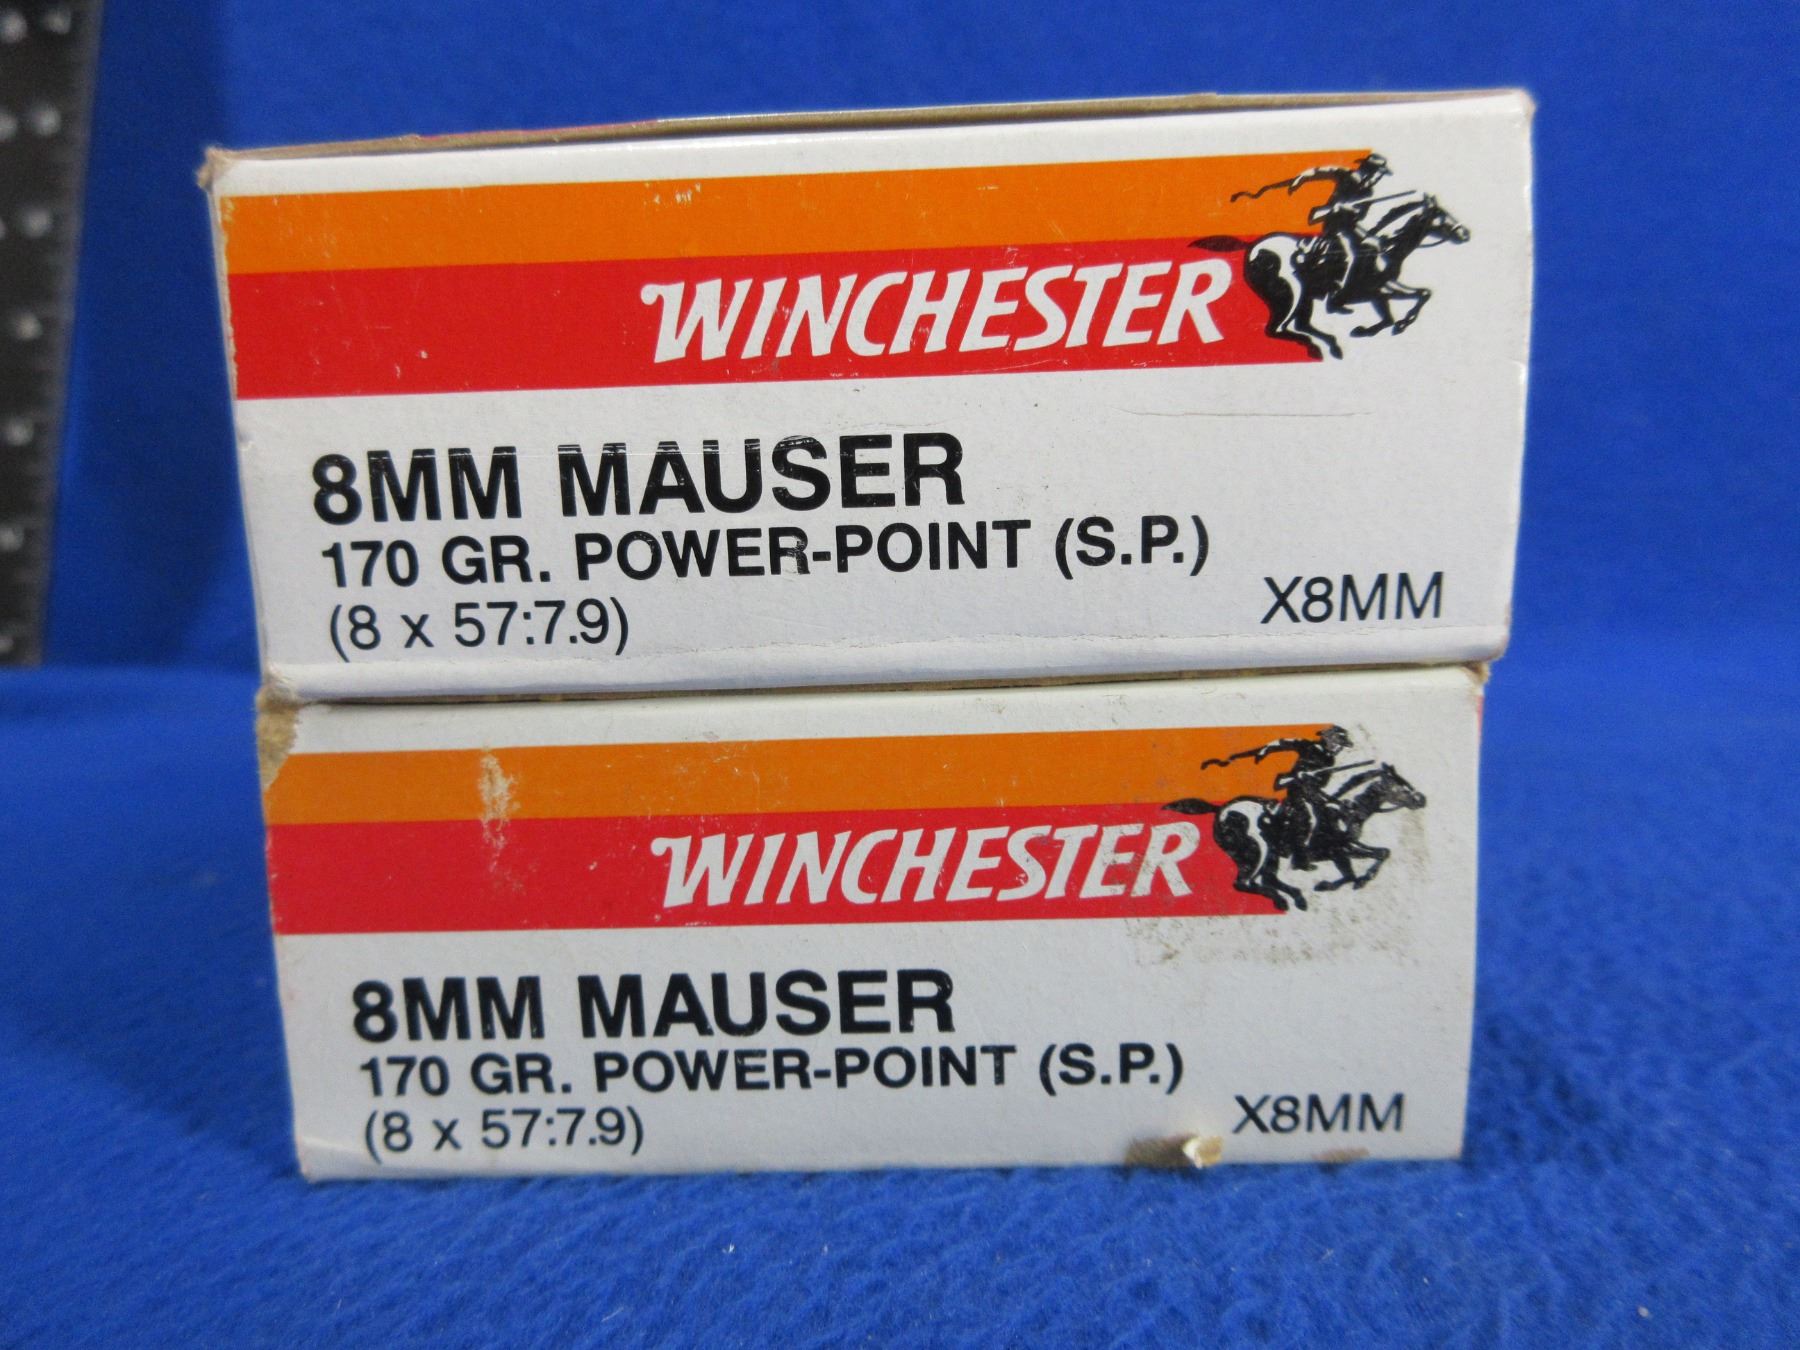 WINCHESTER
8MM MAUSER
170 GR. POWER-POINT (S.P.)
(8 x 57:7.9)
X8MM
WINCHESTER
8MM MAUSER
170 GR. POWER-POINT (S.P.)
(8 x 57:7.9)
X8MM